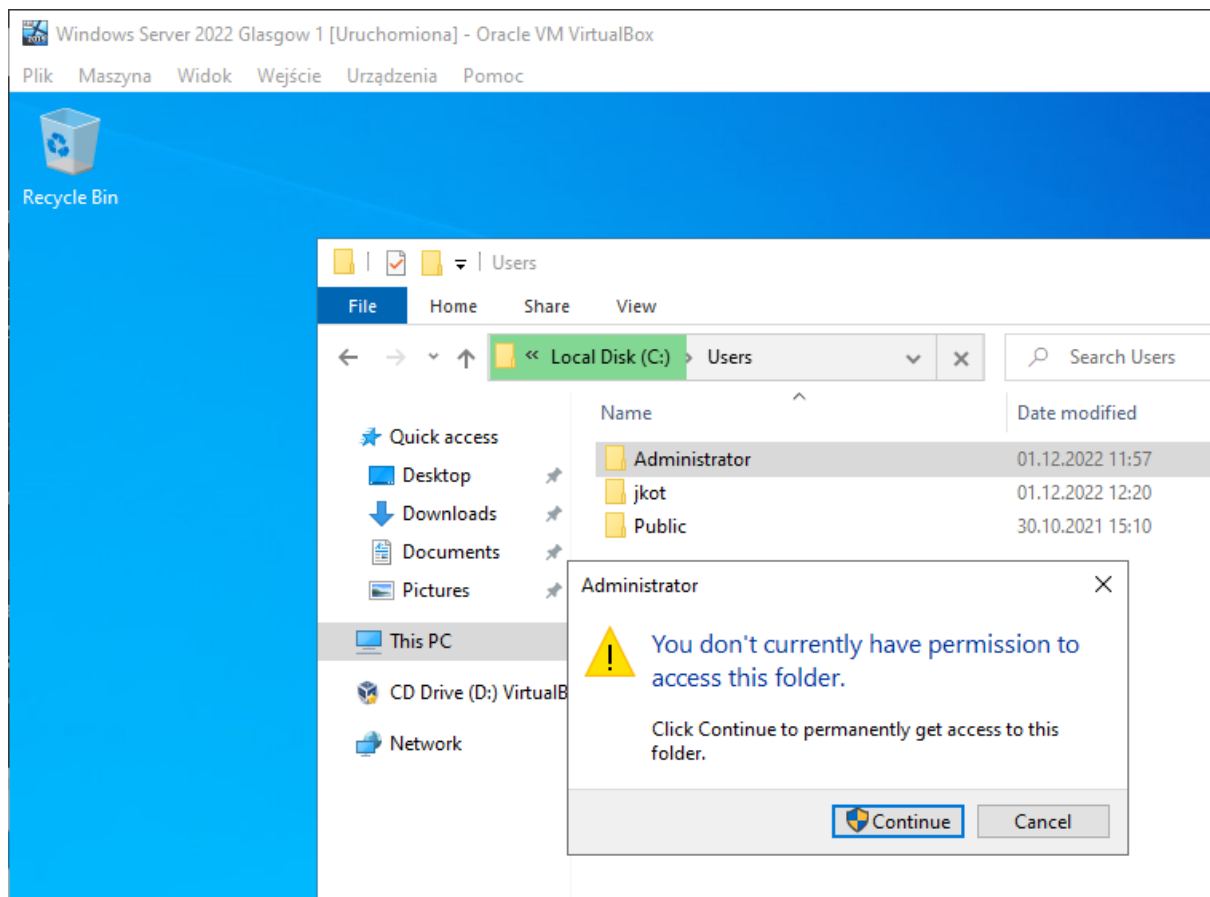 Windows Server 2022 Glasgow 1 [Uruchomiona] - Oracle VM VirtualBox
Plik Maszyna Widok Wejście Urządzenia Pomoc
Recycle Bin
Users
File Home Share View
« Local Disk (C:) › Users Search Users
Name Date modified
Quick access
Desktop
Downloads
Documents
Pictures
This PC
CD Drive (D:) VirtualB
Network
Administrator 01.12.2022 11:57
jkot 01.12.2022 12:20
Public 30.10.2021 15:10
Administrator
You don't currently have permission to
access this folder.
Click Continue to permanently get access to this
folder.
Continue Cancel